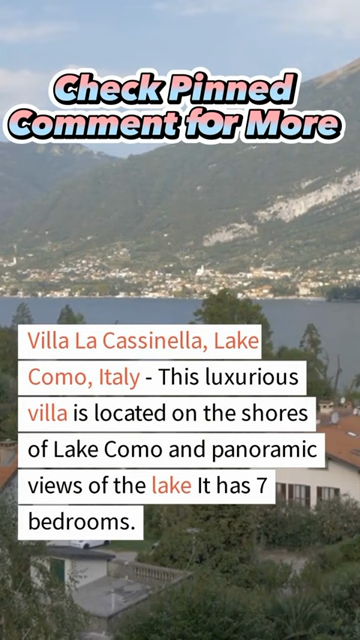 Check Pinned
Comment for More
Villa La Cassinella, Lake
Como, Italy - This luxurious
villa is located on the shores
of Lake Como and panoramic
views of the lake It has 7
bedrooms.